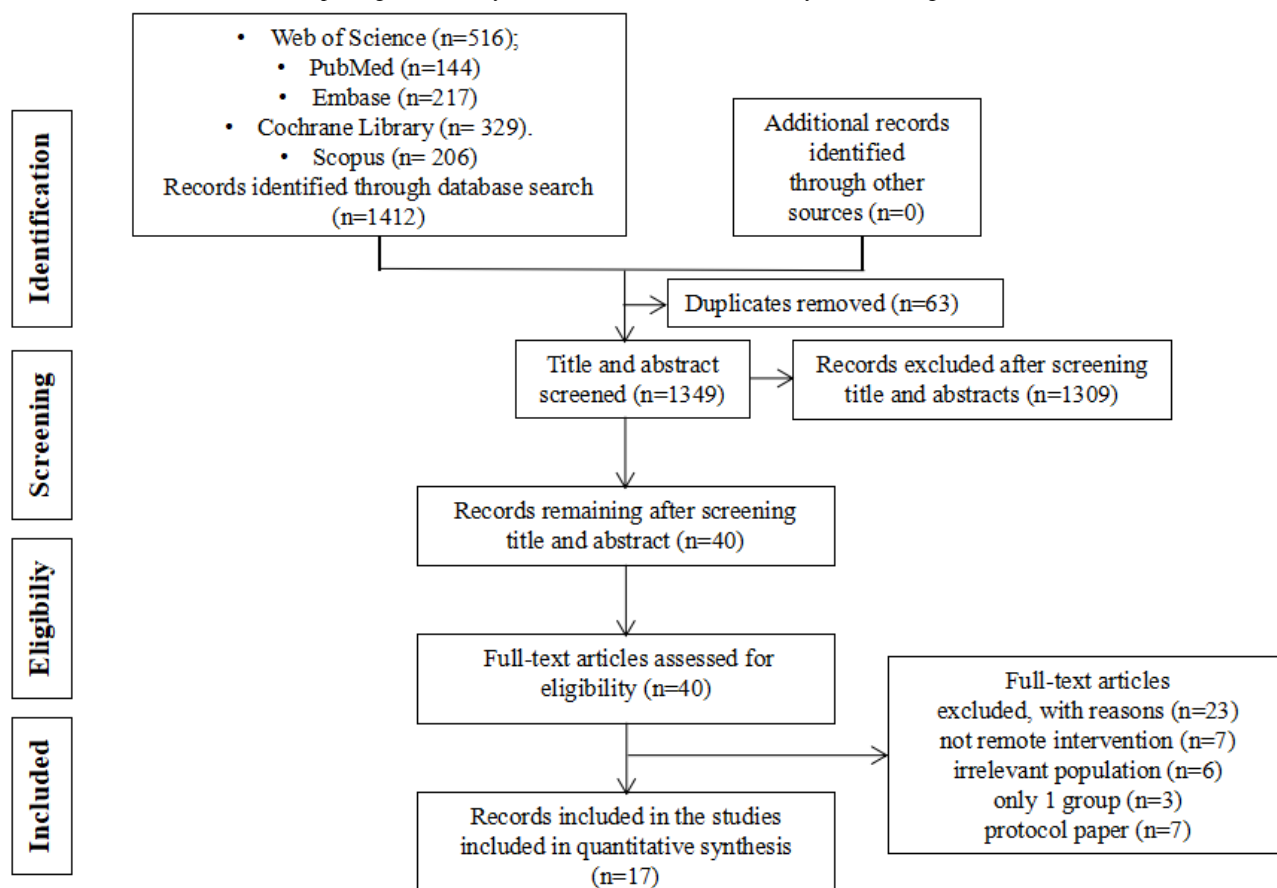 • Web of Science (n=516);
• PubMed (n=144)
• Embase (n=217)
• Cochrane Library (n= 329).
• Scopus (n= 206)
Records identified through database search
(n=1412)
Additional records
identified
through other
sources (n=0)
Identification
Duplicates removed (n=63)
Title and abstract
screened (n=1349)
Records excluded after screening
title and abstracts (n=1309)
Screening
Records remaining after screening
title and abstract (n=40)
Eligibiliy
Full-text articles assessed for
eligibility (n=40)
Full-text articles
excluded, with reasons (n=23)
not remote intervention (n=7)
irrelevant population (n=6)
only 1 group (n=3)
protocol paper (n=7)
Included
Records included in the studies
included in quantitative synthesis
(n=17)